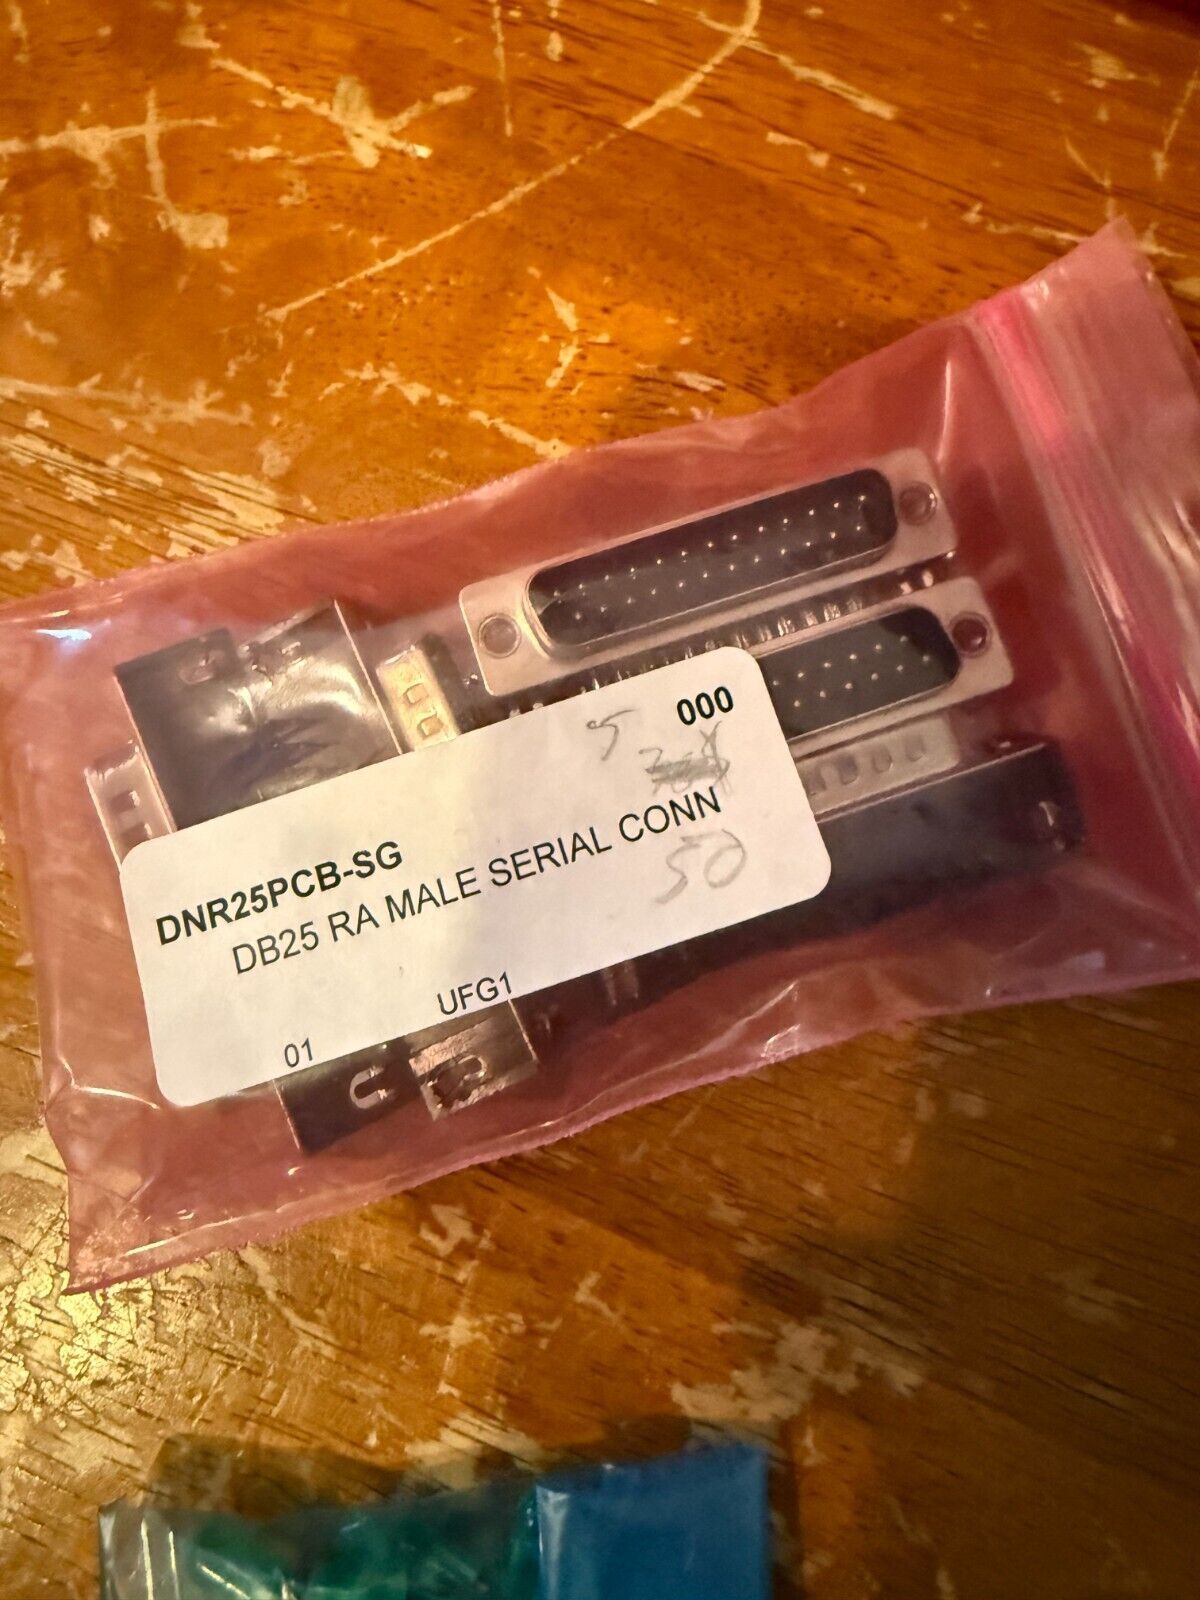 000
5
DNR25PCB-SG
DB25 RA MALE SERIAL CONN
50
UFG1
01